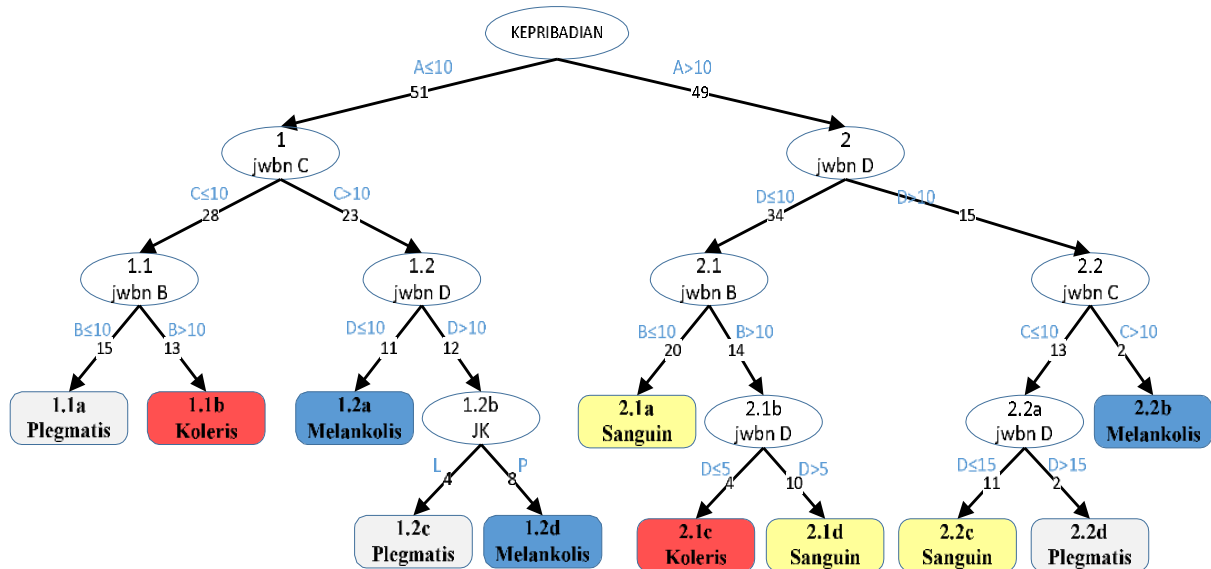 KEPRIBADIAN
A≤10
A>10
51
49
1
jwbn C
2
jwbn D
C≤10
C>10
D≤10
D>10
28
23
34
15
1.1
jwbn B
1.2
jwbn D
2.1
jwbn B
2.2
jwbn C
B≤10
B>10
D≤10
D>10
B≤10
B>10
C≤10
C>10
15
13
11
12
20
14
13
2
1.1a
Plegmatis
1.1b
Koleris
1.2a
Melankolis
1.2b
JK
2.1a
Sanguin
2.1b
jwbn D
2.2a
jwbn D
2.2b
Melankolis
L
P
D≤5
D>5
D≤15
D>15
4
8
4
10
11
2
1.2c
Plegmatis
1.2d
Melankolis
2.1c
Koleris
2.1d
Sanguin
2.2c
Sanguin
2.2d
Plegmatis